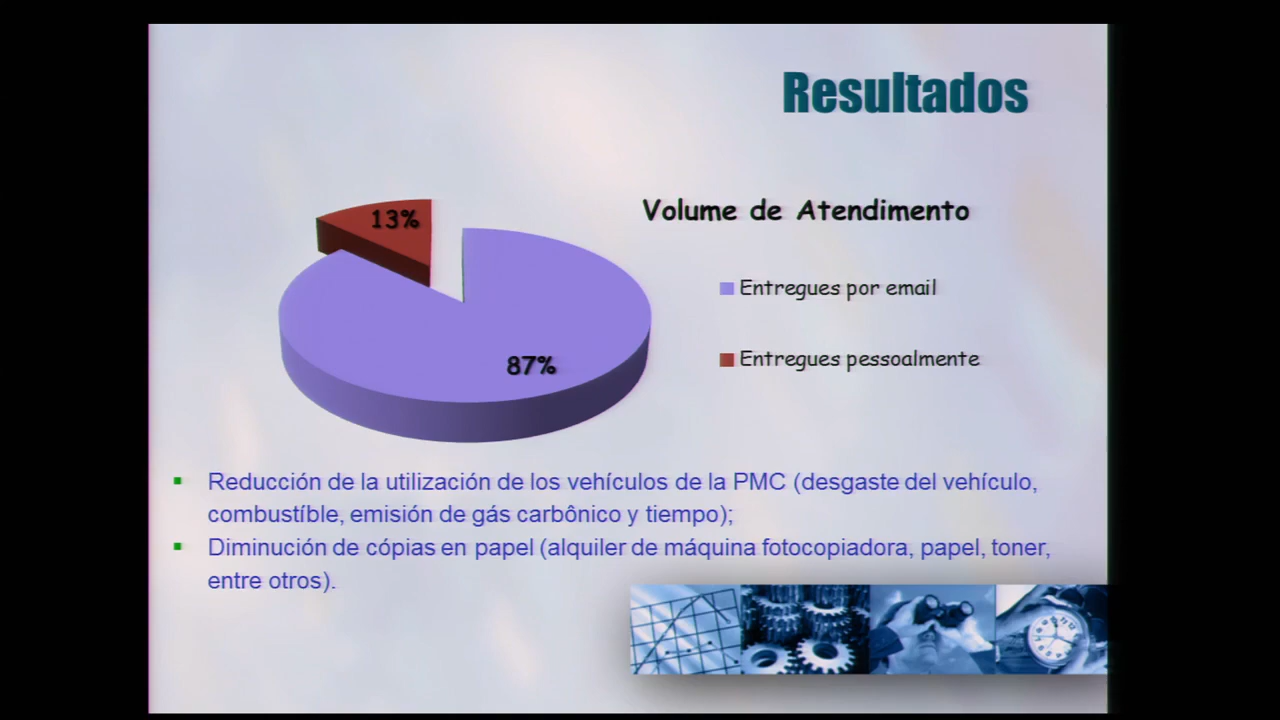 Resultados
Volume de Atendimento
13%
87%
Entregues por email
Entregues pessoalmente
Reducción de la utilización de los vehículos de la PMC (desgaste del vehículo,
combustíble, emisión de gás carbônico y tiempo);
Diminución de cópias en papel (alquiler de máquina fotocopiadora, papel, toner,
entre otros).